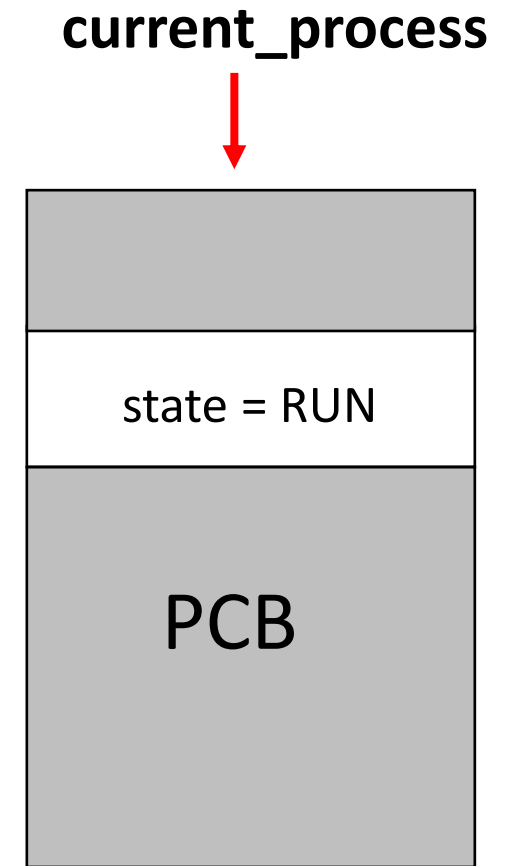 current_process
state = RUN
PCB